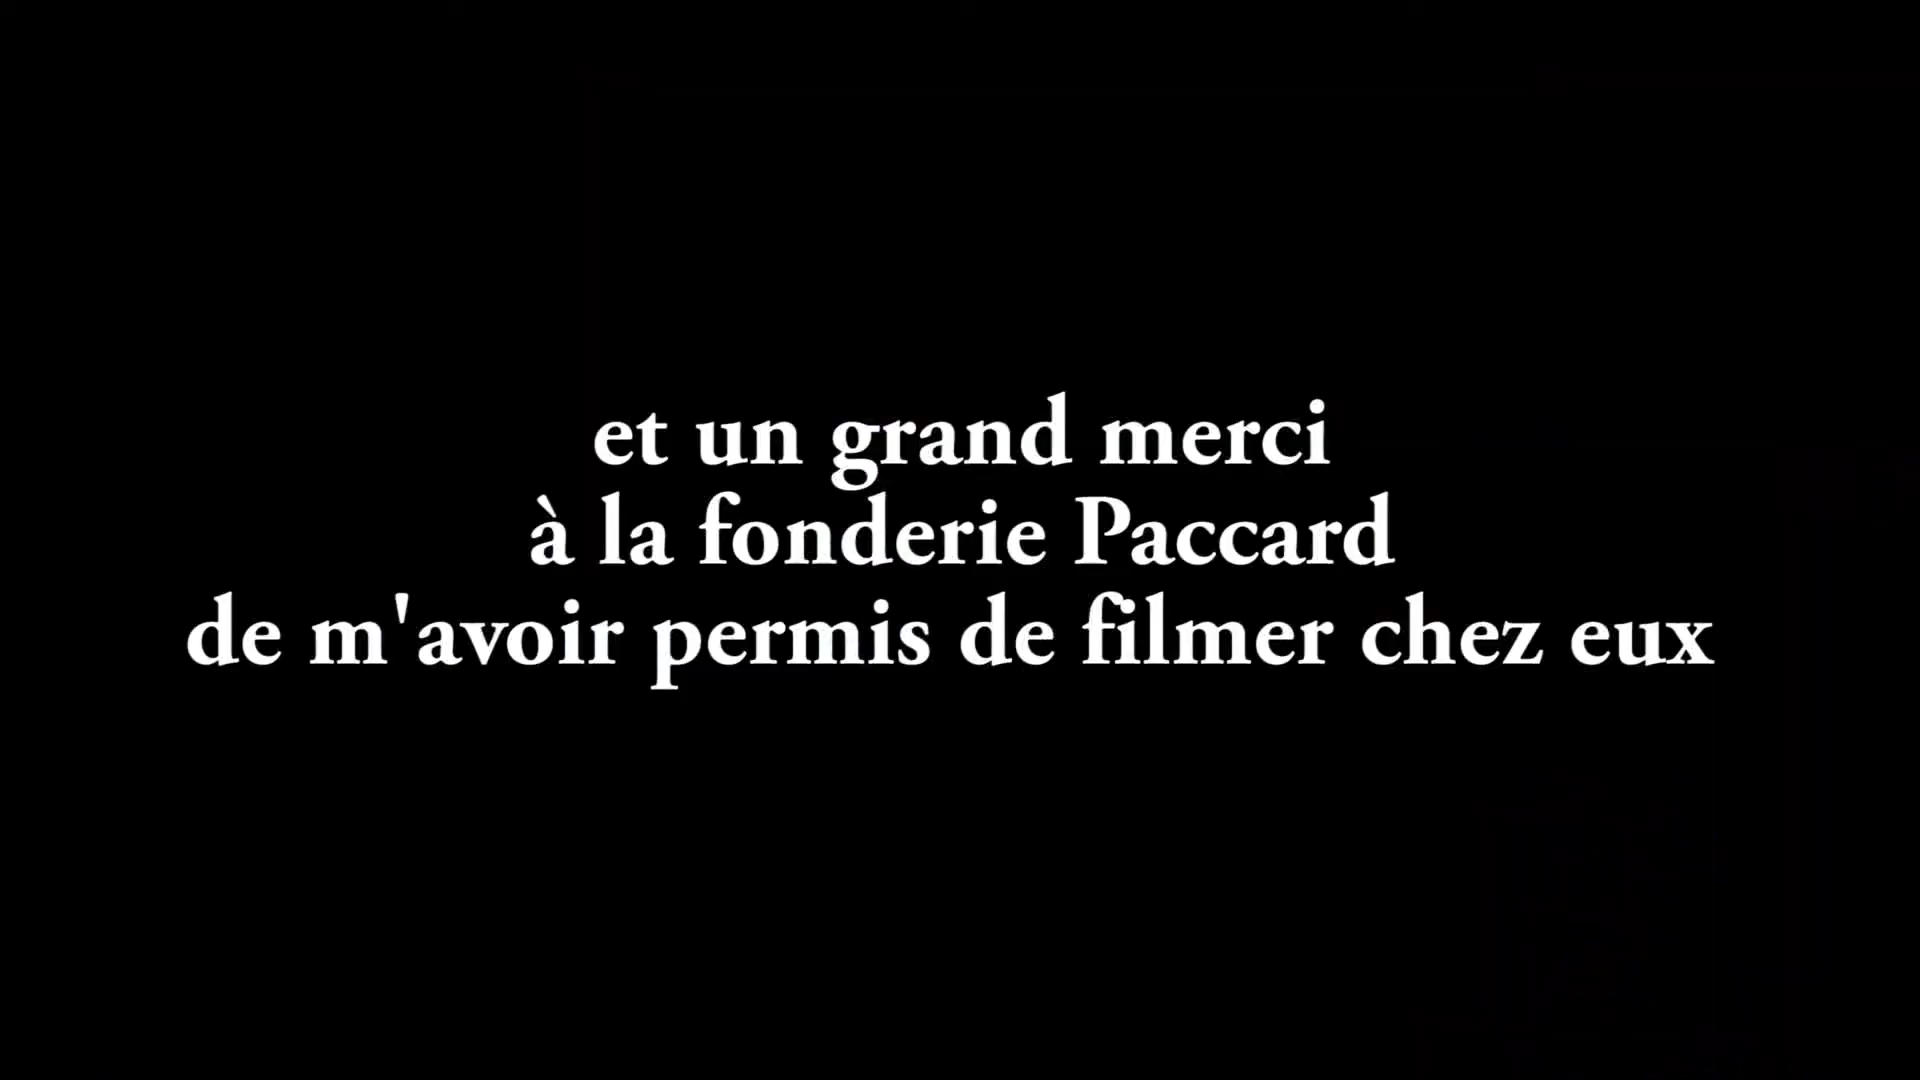 et un grand merci
à la fonderie Paccard
de m'avoir permis de filmer chez eux